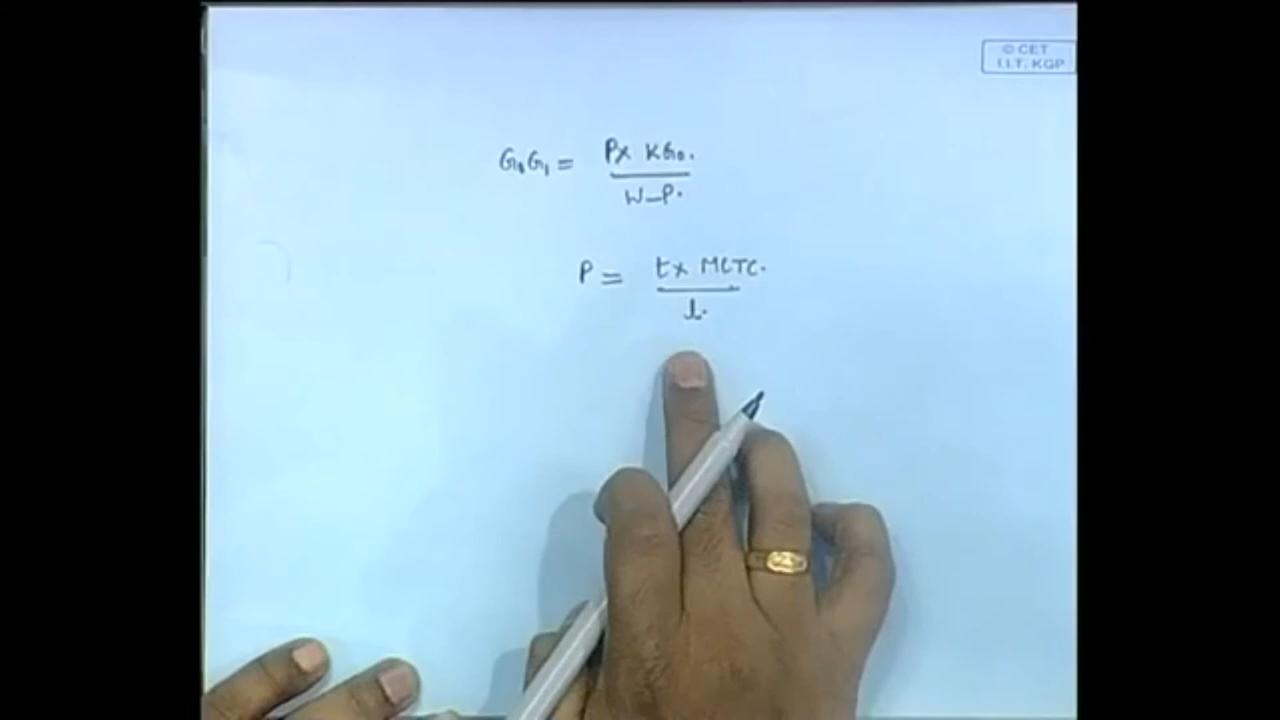 © CET
I.I.T. KGP
G₀G₁ = P× KG₀.
W-P.
P = t× MCTC.
l.